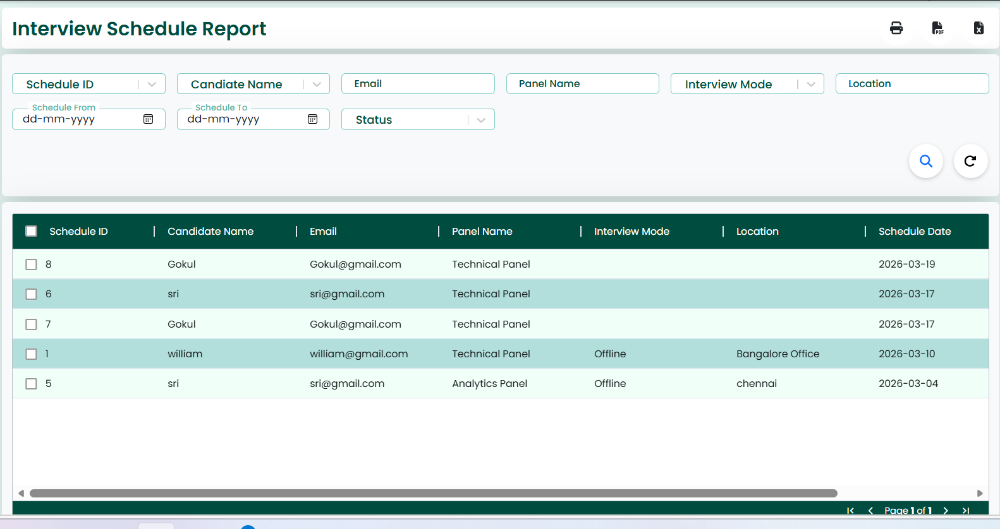 Interview Schedule Report
PDF
X
Schedule ID
Candiate Name
Email
Panel Name
Interview Mode
Location
Schedule From
dd-mm-yyyy
Schedule To
dd-mm-yyyy
Status
Schedule ID | Candidate Name | Email | Panel Name | Interview Mode | Location | Schedule Date
8 Gokul Gokul@gmail.com Technical Panel 2026-03-19
6 sri sri@gmail.com Technical Panel 2026-03-17
7 Gokul Gokul@gmail.com Technical Panel 2026-03-17
1 william william@gmail.com Technical Panel Offline Bangalore Office 2026-03-10
5 sri sri@gmail.com Analytics Panel Offline chennai 2026-03-04
Page 1 of 1